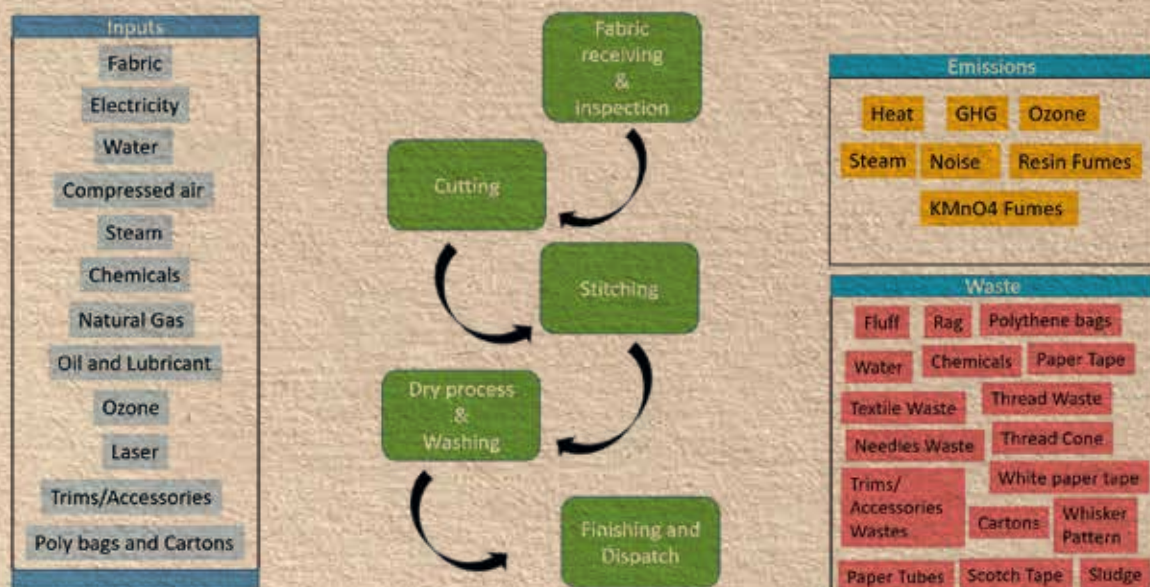 Inputs
Fabric
Electricity
Water
Compressed air
Steam
Chemicals
Natural Gas
Oil and Lubricant
Ozone
Laser
Trims/Accessories
Poly bags and Cartons
Fabric
receiving
&
inspection
Cutting
Stitching
Dry process
&
Washing
Finishing and
Dispatch
Emissions
Heat GHG Ozone
Steam Noise Resin Fumes
KMnO4 Fumes
Waste
Fluff Rag Polythene bags
Water Chemicals Paper Tape
Textile Waste Thread Waste
Needles Waste Thread Cone
Trims/
Accessories
Wastes
White paper tape
Cartons
Whisker
Pattern
Paper Tubes Scotch Tape Sludge